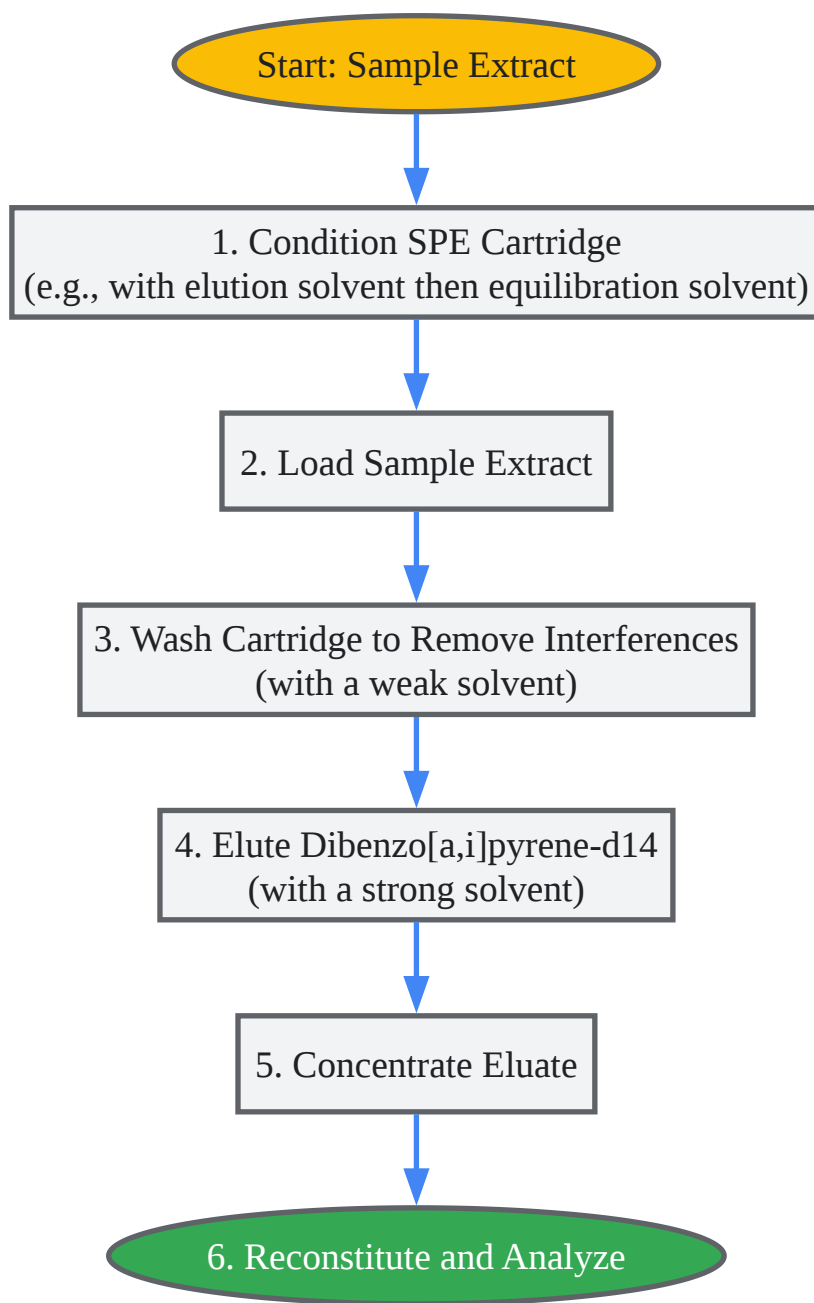 Start: Sample Extract
1. Condition SPE Cartridge
(e.g., with elution solvent then equilibration solvent)
2. Load Sample Extract
3. Wash Cartridge to Remove Interferences
(with a weak solvent)
4. Elute Dibenzo[a,i]pyrene-d14
(with a strong solvent)
5. Concentrate Eluate
6. Reconstitute and Analyze